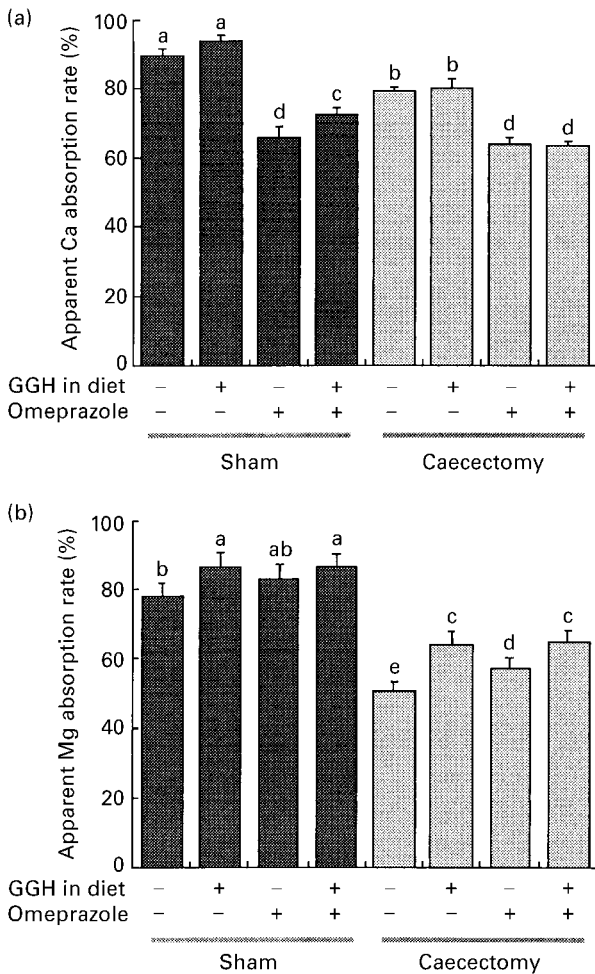 (a)
Apparent Ca absorption rate (%)
100
80
60
40
20
0
a a d c b b d d
GGH in diet − + − + − + − +
Omeprazole − − + + − − + +
Sham Caecectomy
(b)
Apparent Mg absorption rate (%)
100
80
60
40
20
0
b a ab a e c d c
GGH in diet − + − + − + − +
Omeprazole − − + + − − + +
Sham Caecectomy